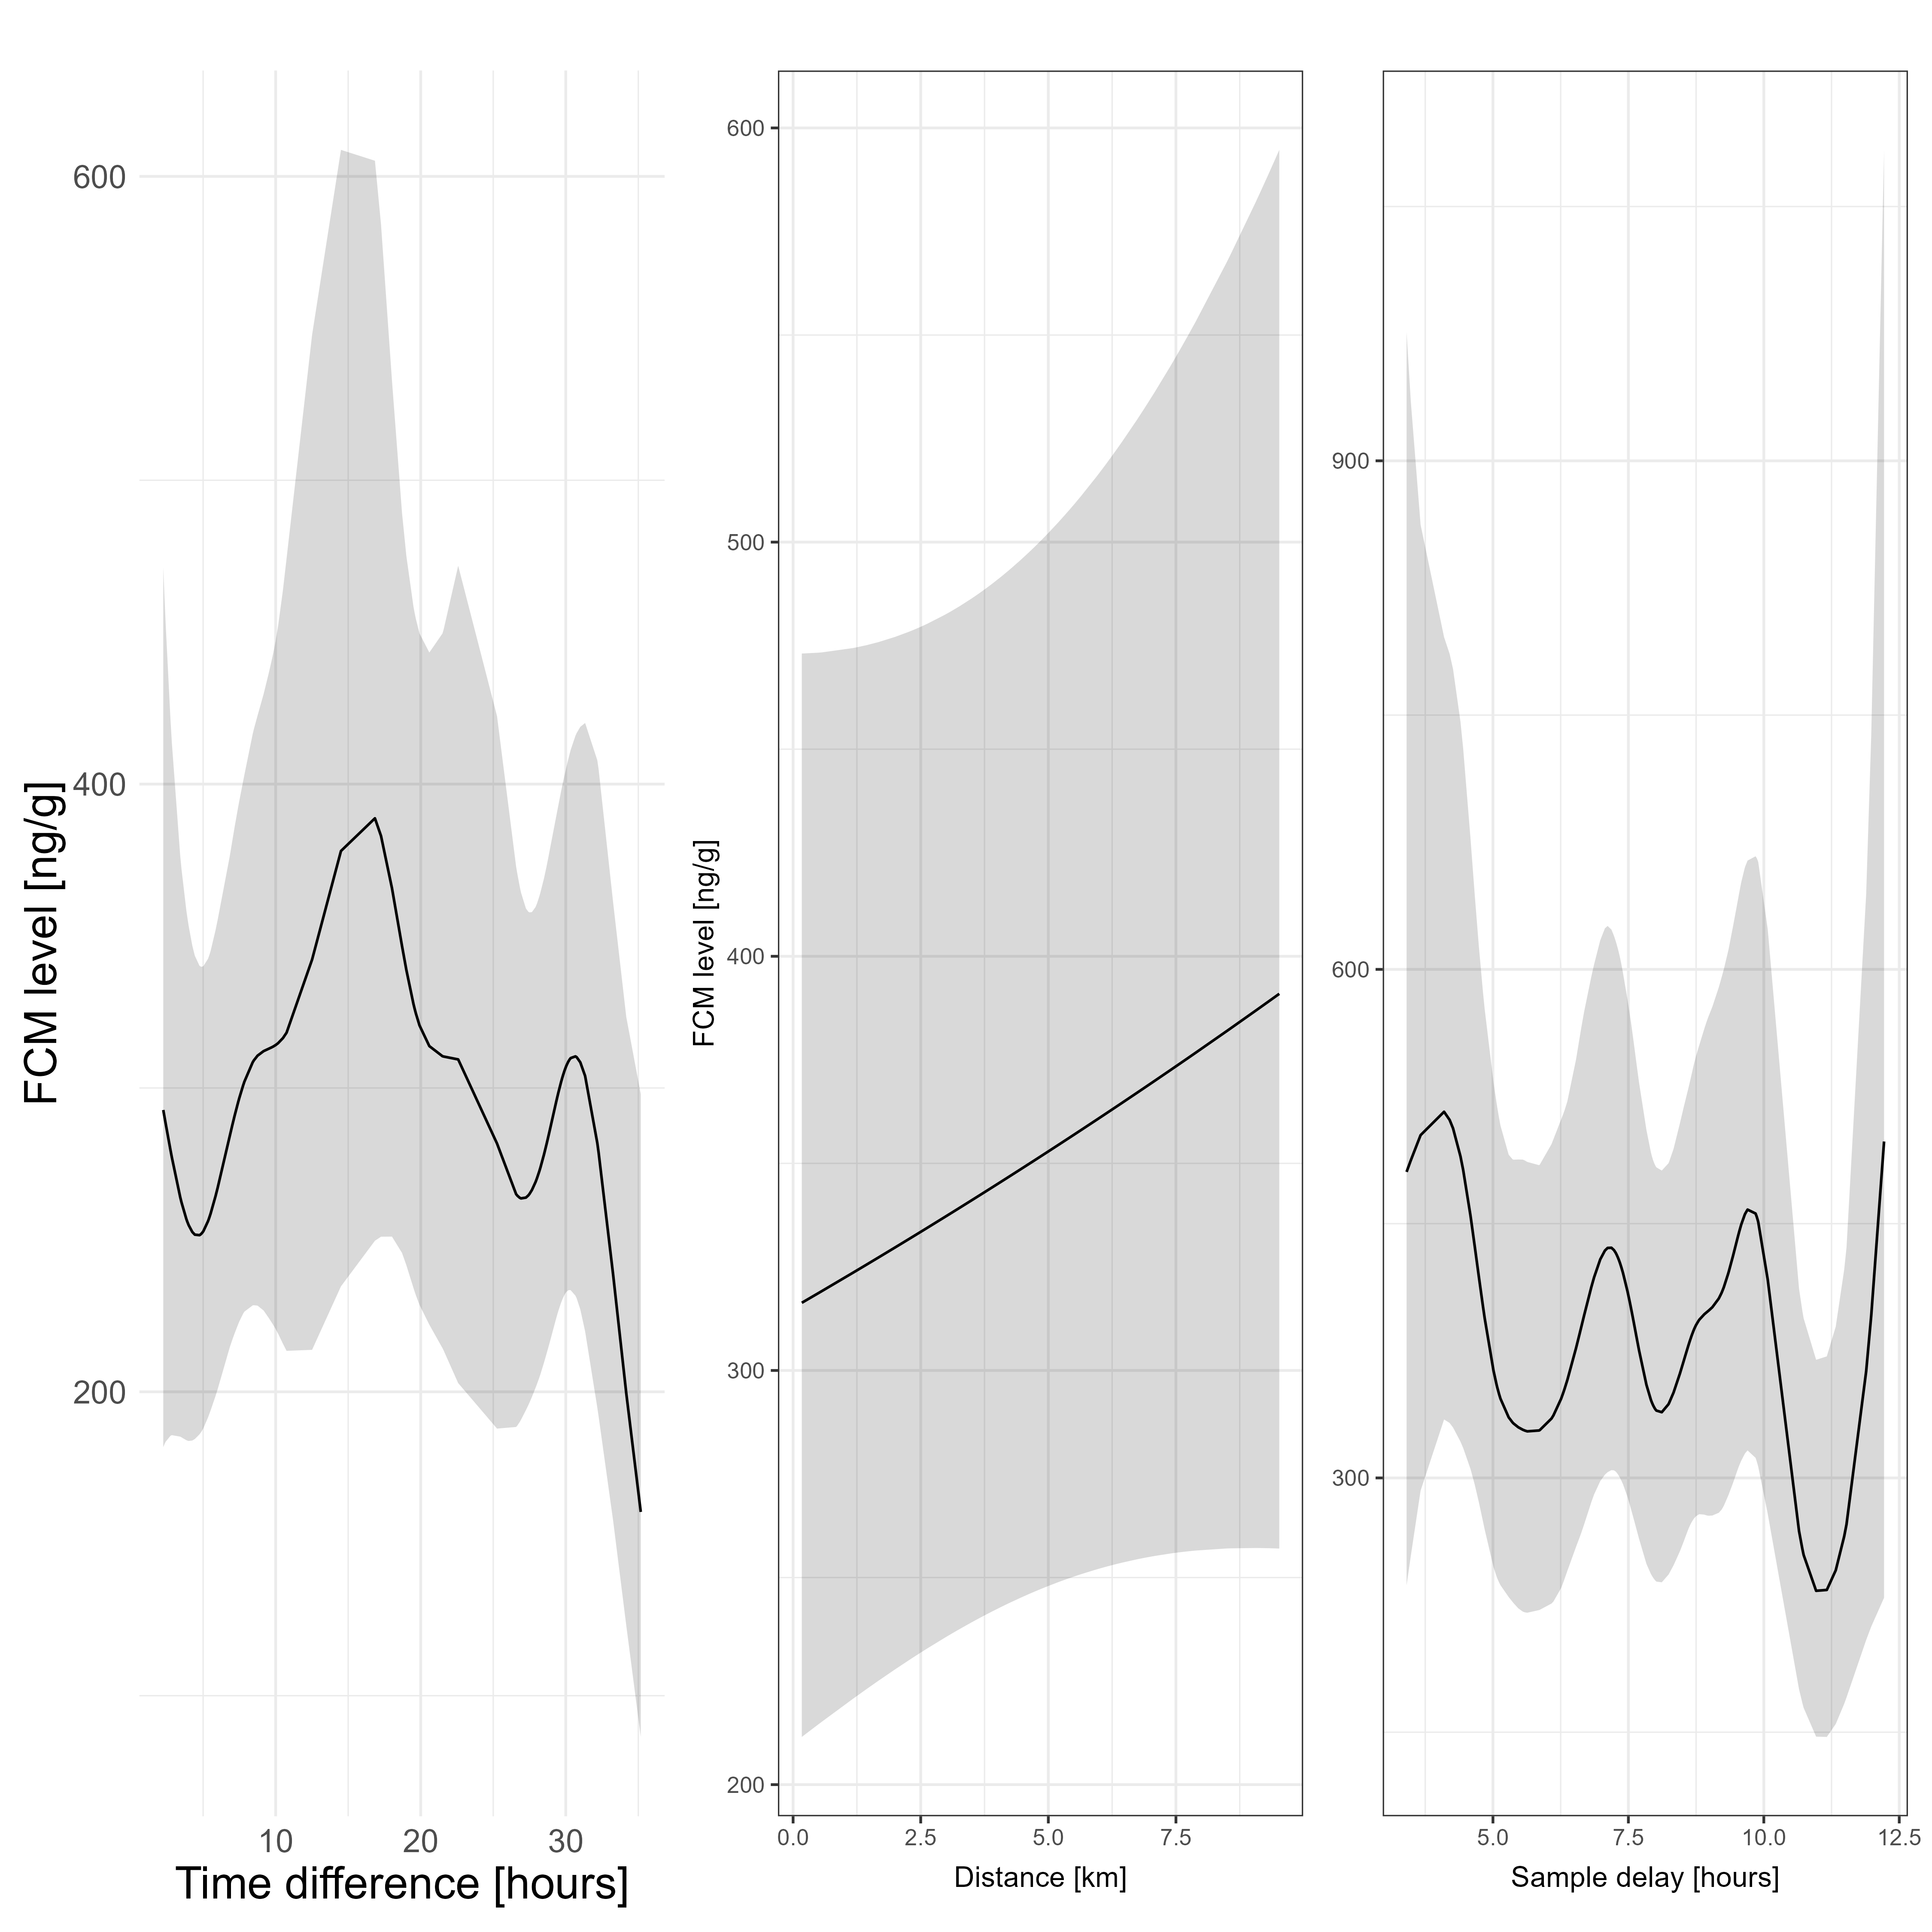 FCM level [ng/g]
600
400
200
10 20 30
Time difference [hours]
FCM level [ng/g]
600
500
400
300
200
0.0 2.5 5.0 7.5
Distance [km]
900
600
300
5.0 7.5 10.0 12.5
Sample delay [hours]